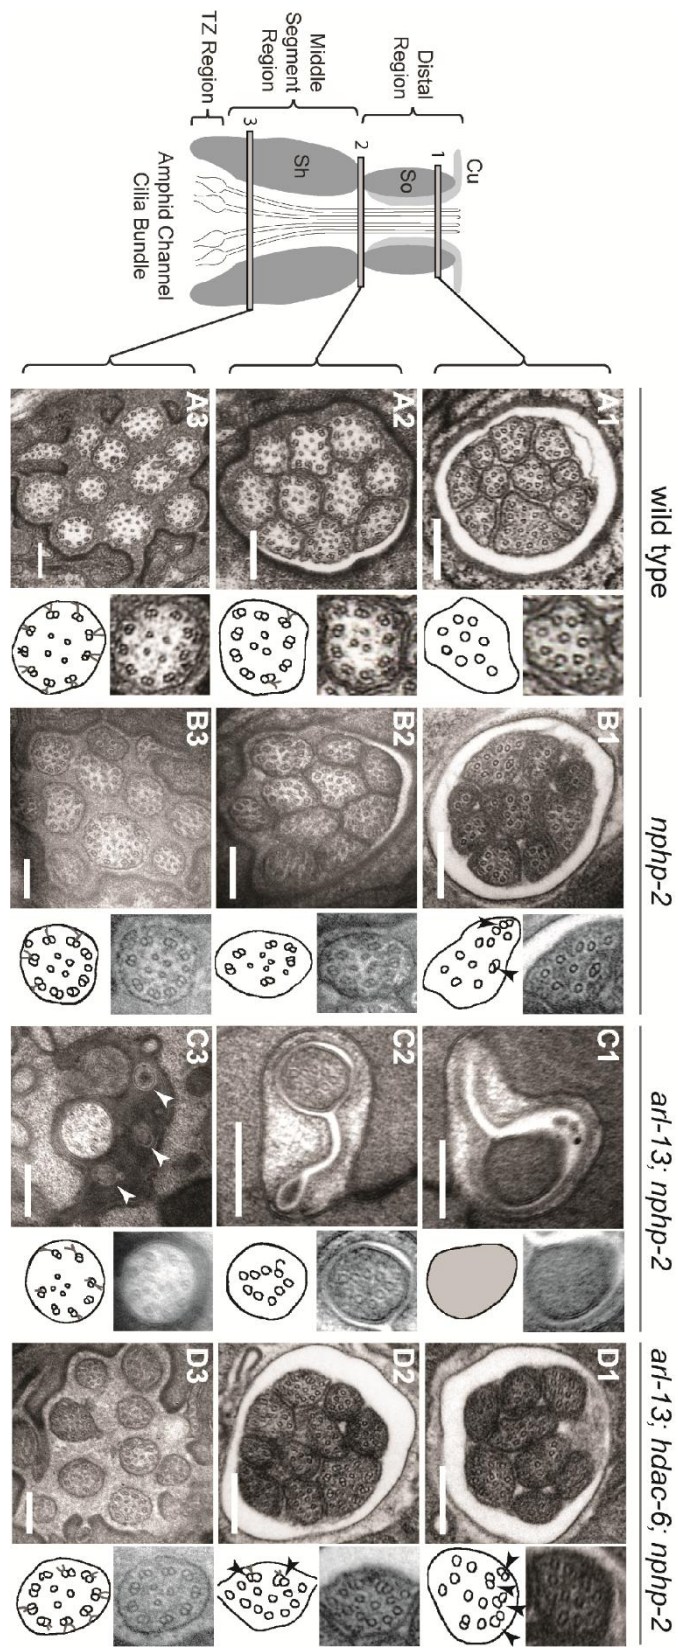 wild type
nphp-2
arl-13; nphp-2
arl-13; hdac-6; nphp-2
Cu
Distal
Region
Middle
Segment
Region
TZ Region
1
So
2
Sh
3
Amphid Channel
Cilia Bundle
A1
B1
C1
D1
A2
B2
C2
D2
A3
B3
C3
D3